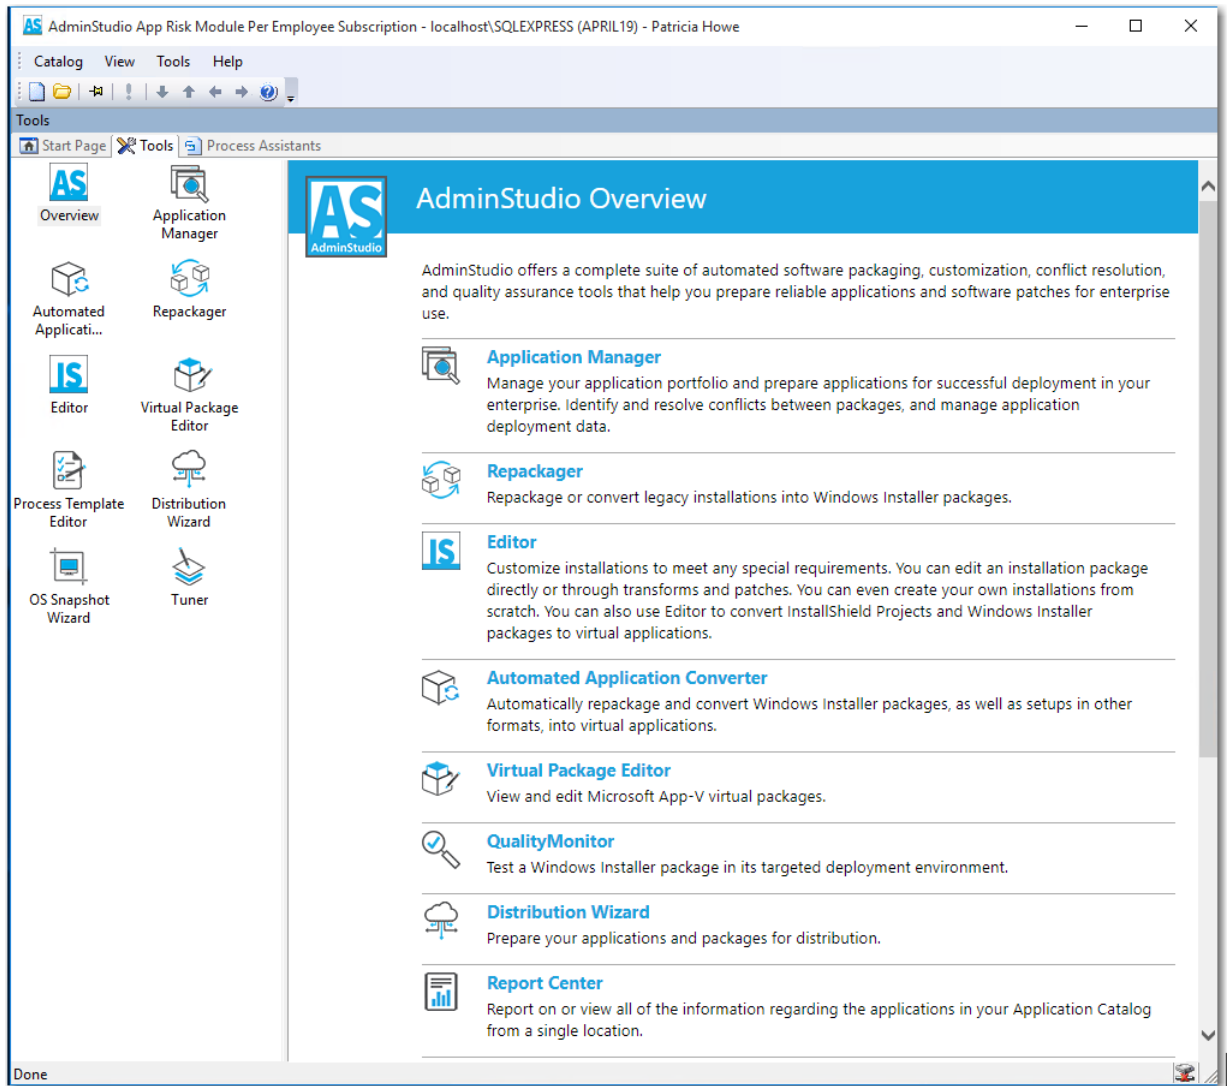 AS AdminStudio App Risk Module Per Employee Subscription - localhost\SQLEXPRESS (APRIL19) - Patricia Howe
Catalog View Tools Help
Tools
Start Page Tools Process Assistants
AS
Overview
Application
Manager
Automated
Applicati...
Repackager
IS
Editor
Virtual Package
Editor
Process Template
Editor
Distribution
Wizard
OS Snapshot
Wizard
Tuner
AS
AdminStudio
AdminStudio Overview
AdminStudio offers a complete suite of automated software packaging, customization, conflict resolution,
and quality assurance tools that help you prepare reliable applications and software patches for enterprise
use.
Application Manager
Manage your application portfolio and prepare applications for successful deployment in your
enterprise. Identify and resolve conflicts between packages, and manage application
deployment data.
Repackager
Repackage or convert legacy installations into Windows Installer packages.
IS
Editor
Customize installations to meet any special requirements. You can edit an installation package
directly or through transforms and patches. You can even create your own installations from
scratch. You can also use Editor to convert InstallShield Projects and Windows Installer
packages to virtual applications.
Automated Application Converter
Automatically repackage and convert Windows Installer packages, as well as setups in other
formats, into virtual applications.
Virtual Package Editor
View and edit Microsoft App-V virtual packages.
QualityMonitor
Test a Windows Installer package in its targeted deployment environment.
Distribution Wizard
Prepare your applications and packages for distribution.
Report Center
Report on or view all of the information regarding the applications in your Application Catalog
from a single location.
Done